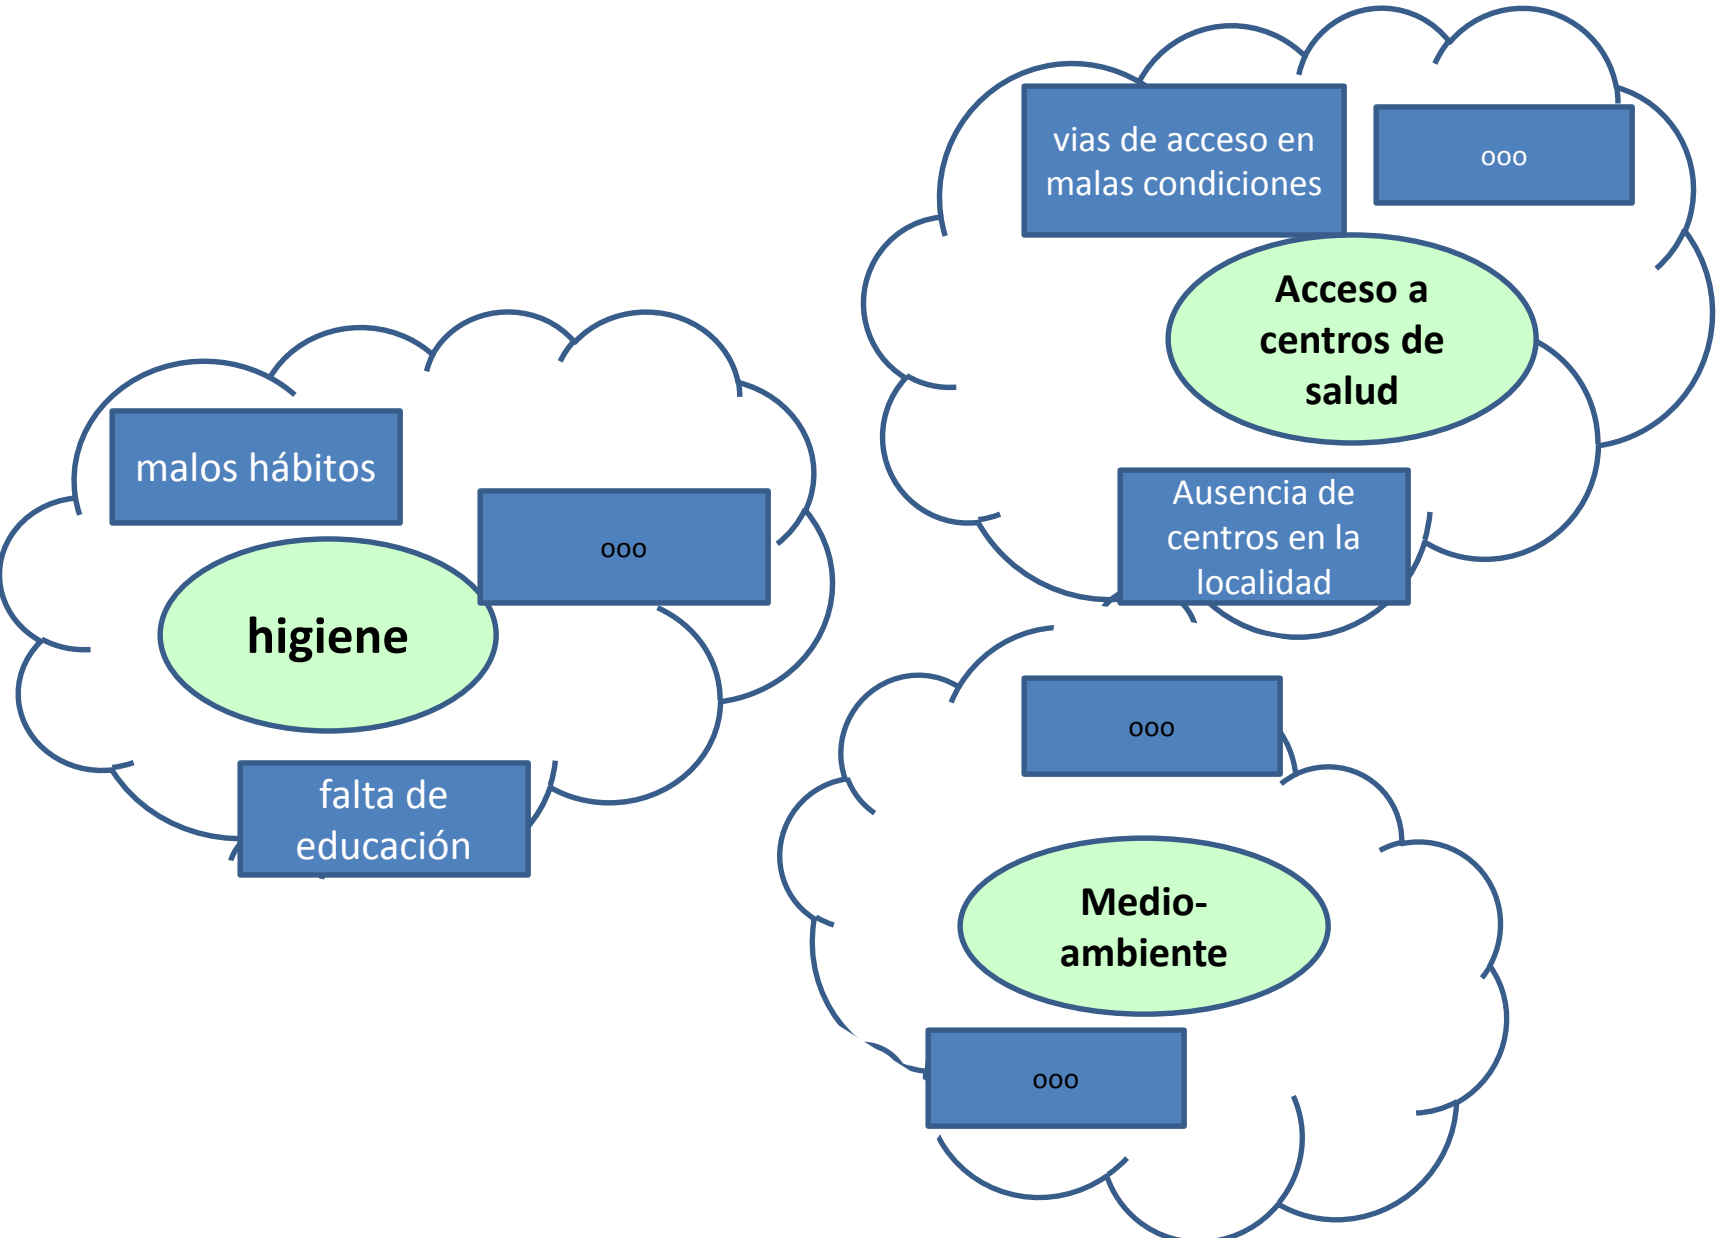 vias de acceso en
malas condiciones
ooo
Acceso a
centros de
salud
Ausencia de
centros en la
localidad
malos hábitos
ooo
higiene
falta de
educación
ooo
Medio-
ambiente
ooo